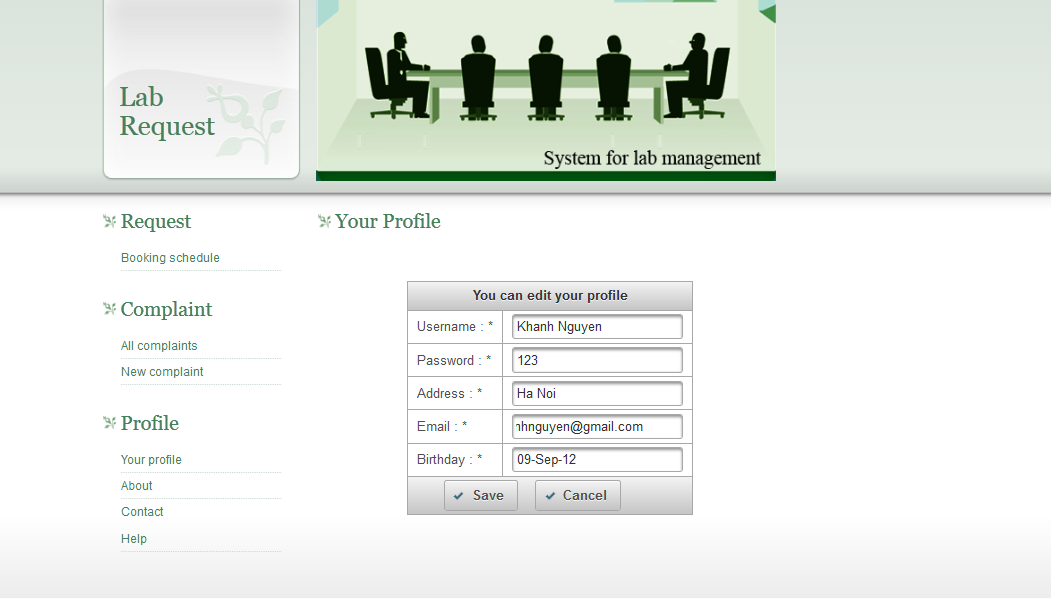 Lab
Request
System for lab management
Request
Booking schedule
Complaint
All complaints
New complaint
Profile
Your profile
About
Contact
Help
Your Profile
You can edit your profile
Username : * Khanh Nguyen
Password : * 123
Address : * Ha Noi
Email : * hnguyen@gmail.com
Birthday : * 09-Sep-12
Save Cancel